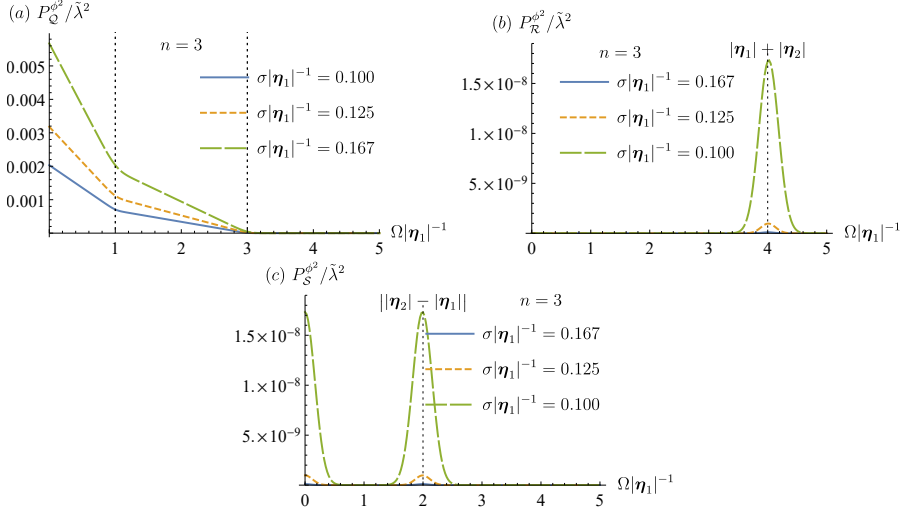 (a) P_𝒬^{ϕ²}/λ̃²
n = 3
σ|η₁|⁻¹ = 0.100
σ|η₁|⁻¹ = 0.125
σ|η₁|⁻¹ = 0.167
0.005
0.004
0.003
0.002
0.001
1 2 3 4 5
Ω|η₁|⁻¹
(b) P_ℛ^{ϕ²}/λ̃²
n = 3
|η₁| + |η₂|
σ|η₁|⁻¹ = 0.167
σ|η₁|⁻¹ = 0.125
σ|η₁|⁻¹ = 0.100
1.5×10⁻⁸
1.×10⁻⁸
5.×10⁻⁹
0 1 2 3 4 5
Ω|η₁|⁻¹
(c) P_𝒮^{ϕ²}/λ̃²
||η₂| − |η₁||
n = 3
σ|η₁|⁻¹ = 0.167
σ|η₁|⁻¹ = 0.125
σ|η₁|⁻¹ = 0.100
1.5×10⁻⁸
1.×10⁻⁸
5.×10⁻⁹
0 1 2 3 4 5
Ω|η₁|⁻¹